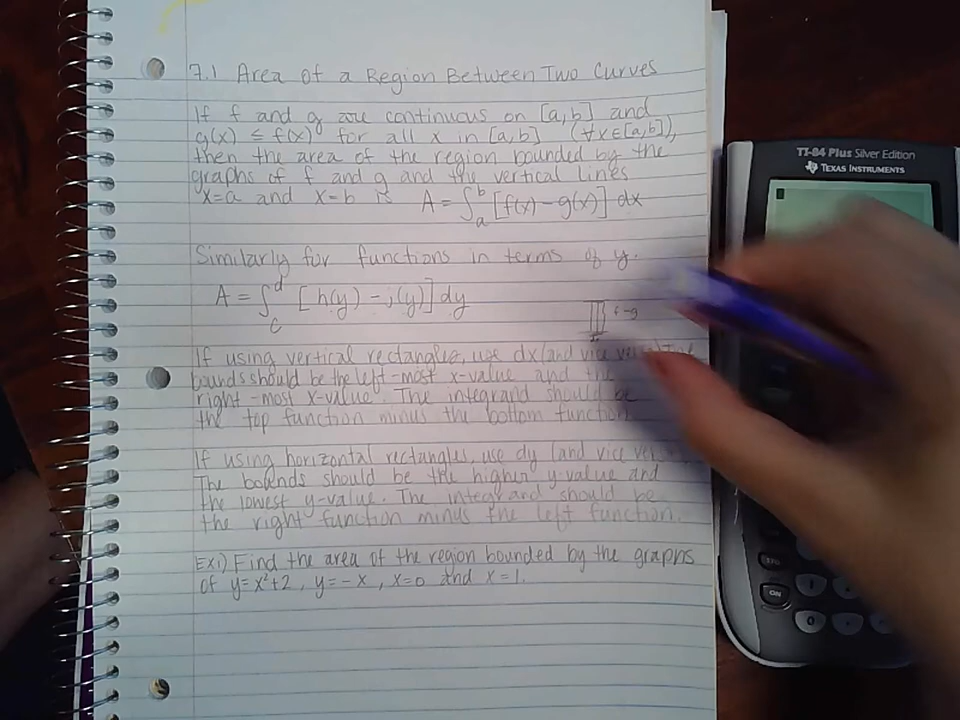 7.1 Area of a Region Between Two Curves
If f and g are continuous on [a,b] and
g(x) ≤ f(x) for all x in [a,b] (∀x∈[a,b]),
then the area of the region bounded by the
graphs of f and g and the vertical lines
x=a and x=b is A = ∫_a^b [f(x) - g(x)] dx
Similarly for functions in terms of y.
A = ∫_c^d [h(y) - j(y)] dy
f-g
If using vertical rectangles, use dx (and vice versa). The
bounds should be the left-most x-value and the
right-most x-value. The integrand should be
the top function minus the bottom function
If using horizontal rectangles, use dy (and vice
The bounds should be the higher y-value and
the lowest y-value. The integrand should be
the right function minus the left function.
Ex1) Find the area of the region bounded by the graphs
of y=x²+2, y=-x, x=0 and x=1.
TI-84 Plus Silver Edition
TEXAS INSTRUMENTS
ON
0